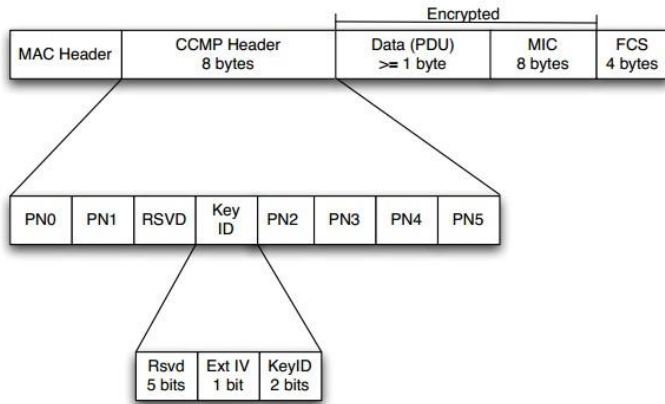 Encrypted
MAC Header
CCMP Header
8 bytes
Data (PDU)
>= 1 byte
MIC
8 bytes
FCS
4 bytes
PN0
PN1
RSVD
Key
ID
PN2
PN3
PN4
PN5
Rsvd
5 bits
Ext IV
1 bit
KeyID
2 bits